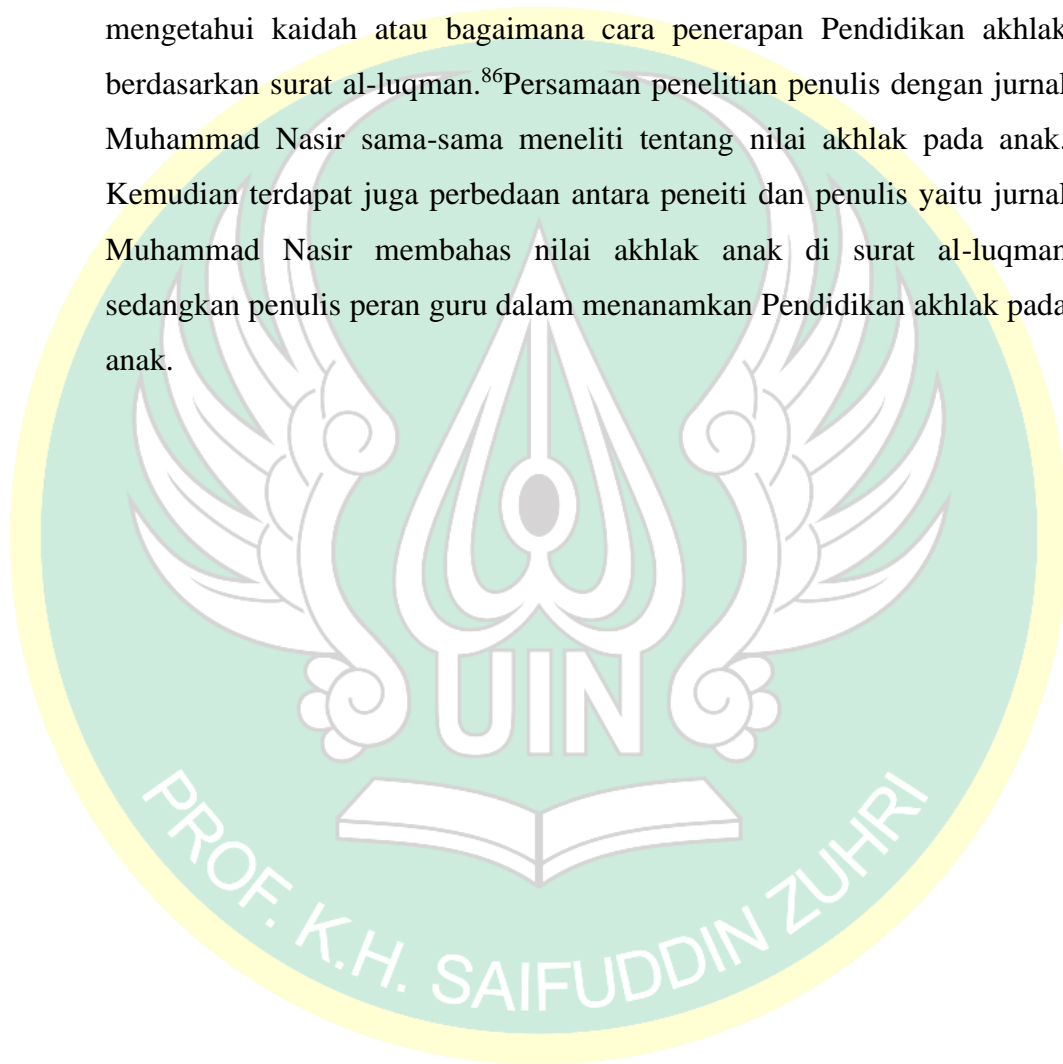 mengetahui kaidah atau bagaimana cara penerapan Pendidikan akhlak
berdasarkan surat al-luqman.86Persamaan penelitian penulis dengan jurnal
Muhammad Nasir sama-sama meneliti tentang nilai akhlak pada anak.
Kemudian terdapat juga perbedaan antara peneiti dan penulis yaitu jurnal
Muhammad Nasir membahas nilai akhlak anak di surat al-luqman
sedangkan penulis peran guru dalam menanamkan Pendidikan akhlak pada
anak.
UIN
PROF. K.H. SAIFUDDIN ZUHRI